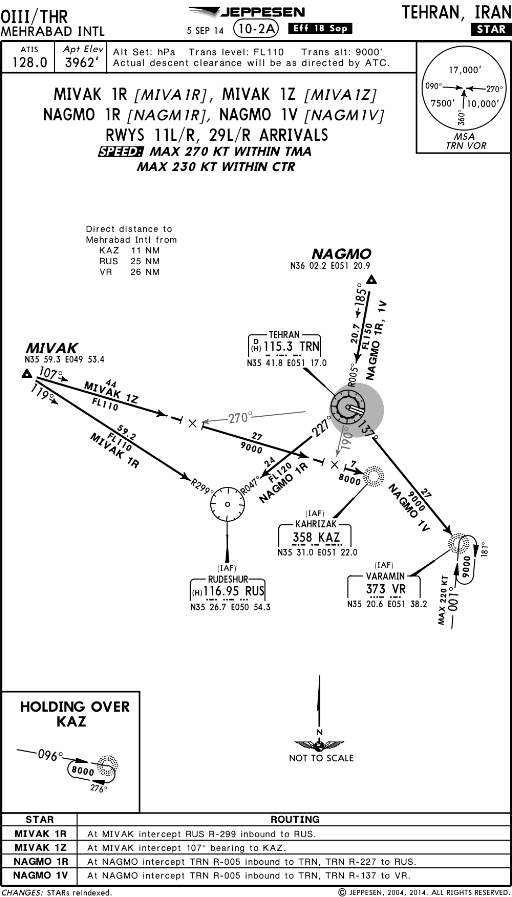 OIII/THR
MEHRABAD INTL
JEPPESEN
5 SEP 14
10-2A
Eff 18 Sep
TEHRAN, IRAN
STAR
ATIS
128.0
Apt Elev
3962'
Alt Set: hPa Trans level: FL110 Trans alt: 9000'
Actual descent clearance will be as directed by ATC.
17,000'
090°
270°
7500'
10,000'
360°
MSA
TRN VOR
MIVAK 1R [MIVA1R], MIVAK 1Z [MIVA1Z]
NAGMO 1R [NAGM1R], NAGMO 1V [NAGM1V]
RWYS 11L/R, 29L/R ARRIVALS
SPEED: MAX 270 KT WITHIN TMA
MAX 230 KT WITHIN CTR
Direct distance to
Mehrabad Intl from
KAZ 11 NM
RUS 25 NM
VR 26 NM
NAGMO
N36 02.2 E051 20.9
185°
20.7
FL150
NAGMO 1R, 1V
R005°
TEHRAN
D
(H) 115.3 TRN
N35 41.8 E051 17.0
MIVAK
N35 59.3 E049 53.4
107°
119°
44
MIVAK 1Z
FL110
59.2
FL110
MIVAK 1R
R299°
270°
27
9000
227°
190°
137°
24
FL120
NAGMO 1R
R047°
7
8000
27
9000
NAGMO 1V
(IAF)
KAHRIZAK
358 KAZ
N35 31.0 E051 22.0
(IAF)
RUDESHUR
(H) 116.95 RUS
N35 26.7 E050 54.3
(IAF)
VARAMIN
373 VR
N35 20.6 E051 38.2
9000
181°
MAX 220 KT
001°
HOLDING OVER
KAZ
096°
8000
276°
N
NOT TO SCALE
STAR ROUTING
MIVAK 1R At MIVAK intercept RUS R-299 inbound to RUS.
MIVAK 1Z At MIVAK intercept 107° bearing to KAZ.
NAGMO 1R At NAGMO intercept TRN R-005 inbound to TRN, TRN R-227 to RUS.
NAGMO 1V At NAGMO intercept TRN R-005 inbound to TRN, TRN R-137 to VR.
CHANGES: STARs reindexed.
© JEPPESEN, 2004, 2014. ALL RIGHTS RESERVED.